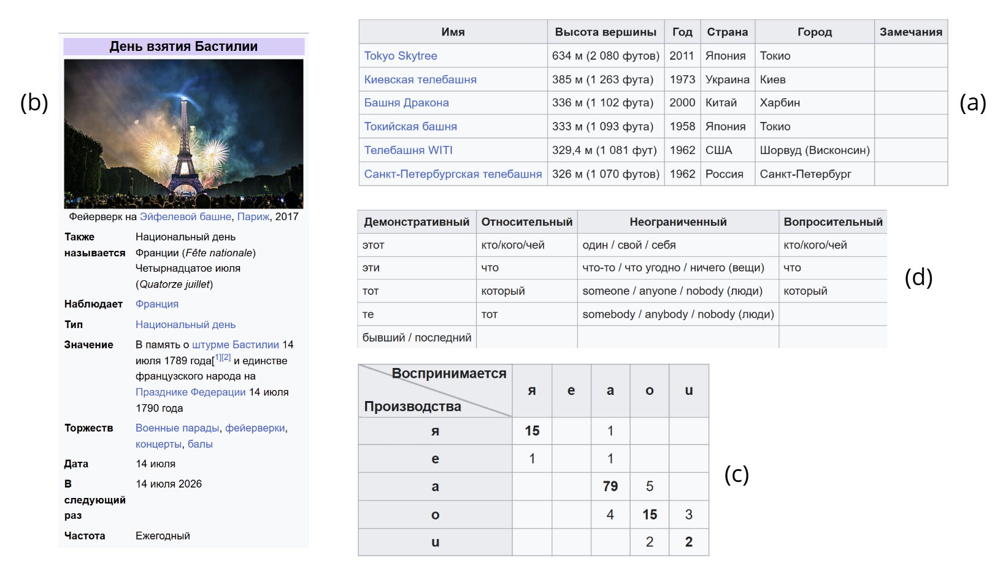 (b)
День взятия Бастилии
Фейерверк на Эйфелевой башне, Париж, 2017
Также называется Национальный день
Франции (Fête nationale)
Четырнадцатое июля
(Quatorze juillet)
Наблюдает Франция
Тип Национальный день
Значение В память о штурме Бастилии 14
июля 1789 года[1][2] и единстве
французского народа на
Празднике Федерации 14 июля
1790 года
Торжеств Военные парады, фейерверки,
концерты, балы
Дата 14 июля
В следующий раз 14 июля 2026
Частота Ежегодный
Имя Высота вершины Год Страна Город Замечания
Tokyo Skytree 634 м (2 080 футов) 2011 Япония Токио
Киевская телебашня 385 м (1 263 фута) 1973 Украина Киев
Башня Дракона 336 м (1 102 фута) 2000 Китай Харбин
Токийская башня 333 м (1 093 фута) 1958 Япония Токио
Телебашня WITI 329,4 м (1 081 фут) 1962 США Шорвуд (Висконсин)
Санкт-Петербургская телебашня 326 м (1 070 футов) 1962 Россия Санкт-Петербург
(a)
Демонстративный Относительный Неограниченный Вопросительный
этот кто/кого/чей один / свой / себя кто/кого/чей
эти что что-то / что угодно / ничего (вещи) что
тот который someone / anyone / nobody (люди) который
те тот somebody / anybody / nobody (люди)
бывший / последний
(d)
Воспринимается
Производства
я е а о u
я 15 1
е 1 1
а 79 5
о 4 15 3
u 2 2
(c)